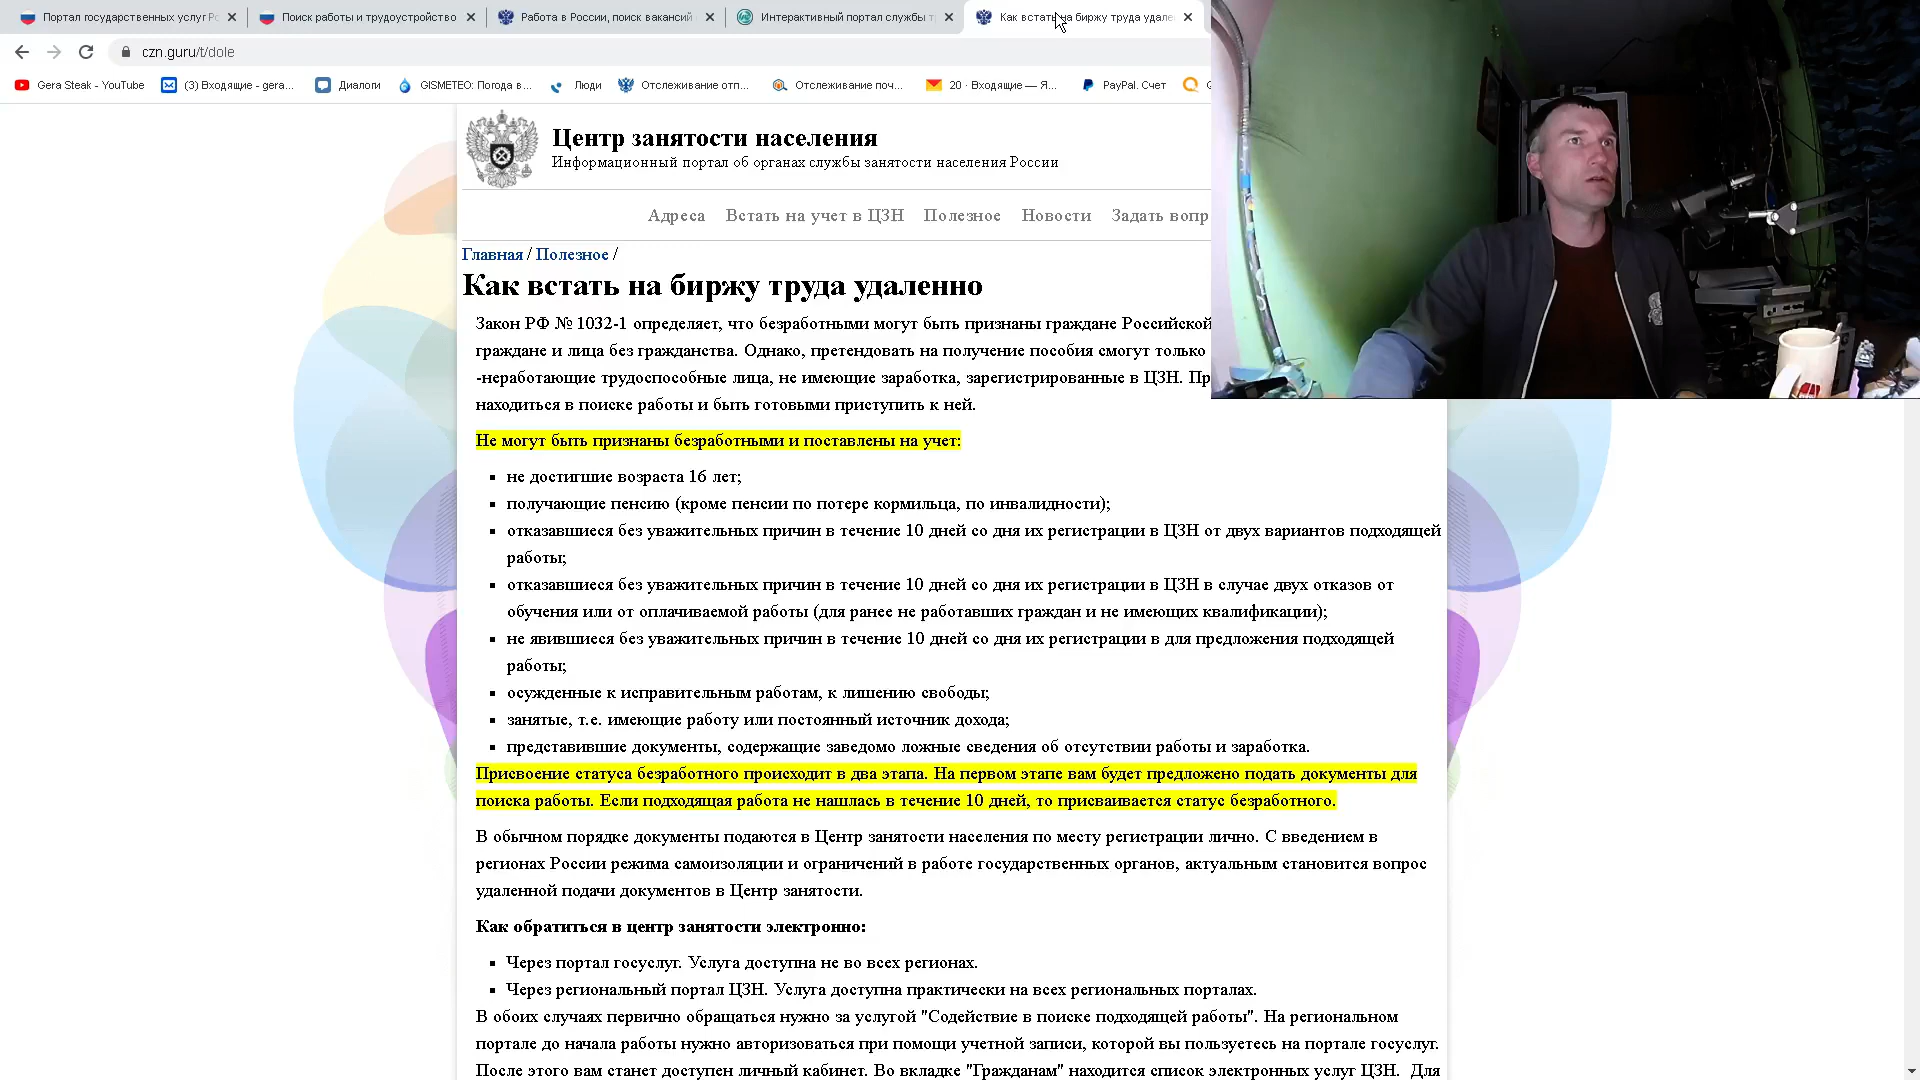 Портал государственных услуг Р
Поиск работы и трудоустройство
Работа в России, поиск вакансий
Интерактивный портал службы т
Как встать на биржу труда удале
czn.guru/t/dole
Gera Steak - YouTube
(3) Входящие - gera...
Диалоги
GISMETEO: Погода в...
Люди
Отслеживание отп...
Отслеживание поч...
20 · Входящие — Я...
PayPal. Счет
Центр занятости населения
Информационный портал об органах службы занятости населения России
Адреса Встать на учет в ЦЗН Полезное Новости Задать вопр
Главная / Полезное /
Как встать на биржу труда удаленно
Закон РФ № 1032-1 определяет, что безработными могут быть признаны граждане Российской
граждане и лица без гражданства. Однако, претендовать на получение пособия смогут только
-неработающие трудоспособные лица, не имеющие заработка, зарегистрированные в ЦЗН. Пр
находиться в поиске работы и быть готовыми приступить к ней.
Не могут быть признаны безработными и поставлены на учет:
не достигшие возраста 16 лет;
получающие пенсию (кроме пенсии по потере кормильца, по инвалидности);
отказавшиеся без уважительных причин в течение 10 дней со дня их регистрации в ЦЗН от двух вариантов подходящей
работы;
отказавшиеся без уважительных причин в течение 10 дней со дня их регистрации в ЦЗН в случае двух отказов от
обучения или от оплачиваемой работы (для ранее не работавших граждан и не имеющих квалификации);
не явившиеся без уважительных причин в течение 10 дней со дня их регистрации в для предложения подходящей
работы;
осужденные к исправительным работам, к лишению свободы;
занятые, т.е. имеющие работу или постоянный источник дохода;
представившие документы, содержащие заведомо ложные сведения об отсутствии работы и заработка.
Присвоение статуса безработного происходит в два этапа. На первом этапе вам будет предложено подать документы для
поиска работы. Если подходящая работа не нашлась в течение 10 дней, то присваивается статус безработного.
В обычном порядке документы подаются в Центр занятости населения по месту регистрации лично. С введением в
регионах России режима самоизоляции и ограничений в работе государственных органов, актуальным становится вопрос
удаленной подачи документов в Центр занятости.
Как обратиться в центр занятости электронно:
Через портал госуслуг. Услуга доступна не во всех регионах.
Через региональный портал ЦЗН. Услуга доступна практически на всех региональных порталах.
В обоих случаях первично обращаться нужно за услугой "Содействие в поиске подходящей работы". На региональном
портале до начала работы нужно авторизоваться при помощи учетной записи, которой вы пользуетесь на портале госуслуг.
После этого вам станет доступен личный кабинет. Во вкладке "Гражданам" находится список электронных услуг ЦЗН. Для